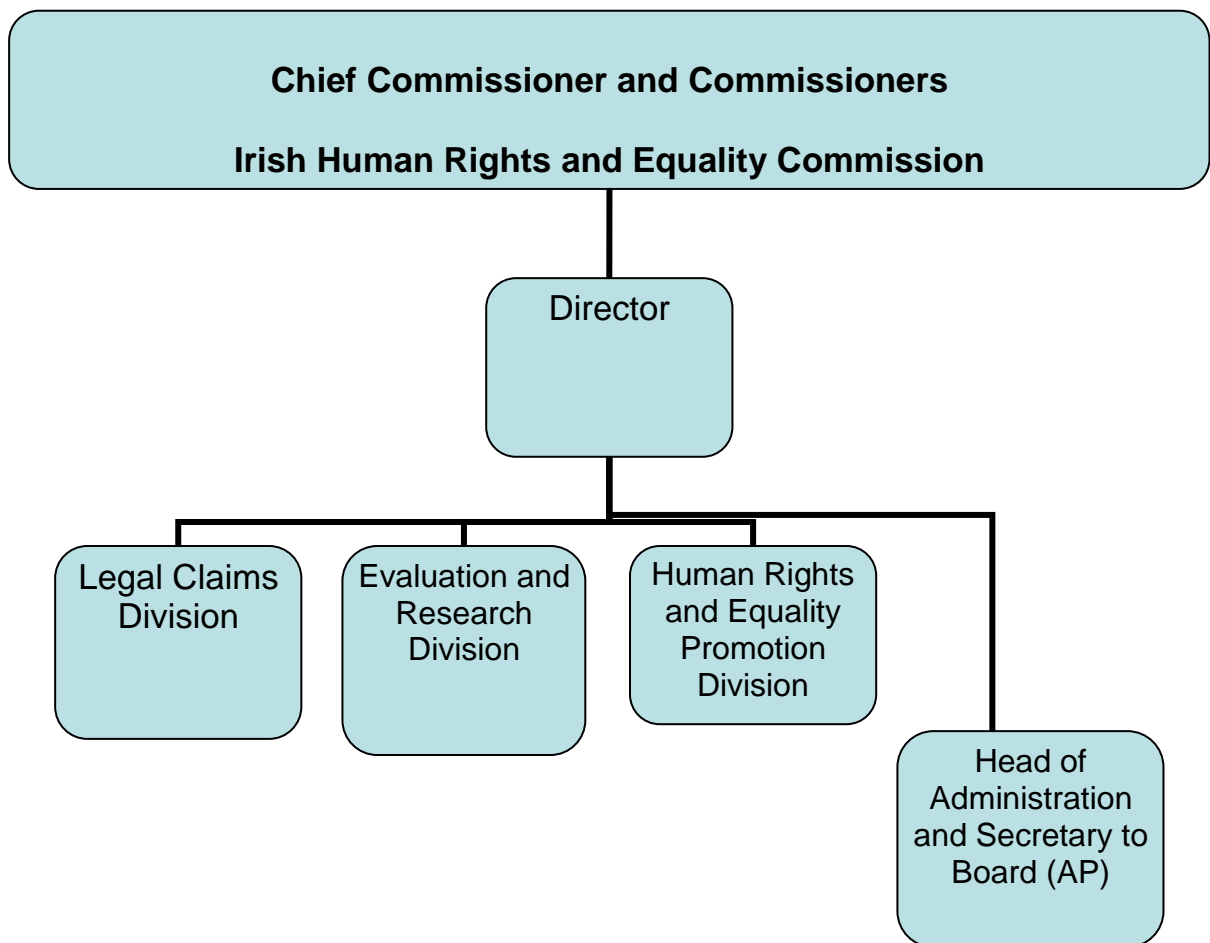 Chief Commissioner and Commissioners
Irish Human Rights and Equality Commission
Director
Legal Claims
Division
Evaluation and
Research
Division
Human Rights
and Equality
Promotion
Division
Head of
Administration
and Secretary to
Board (AP)